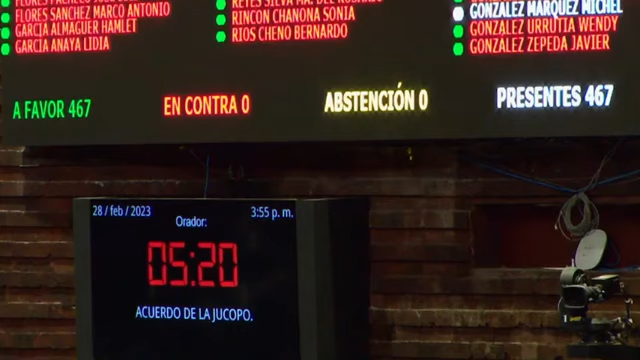 FLORES SANCHEZ MARCO ANTONIO
GARCIA ALMAGUER HAMLET
GARCIA ANAYA LIDIA
RINCON CHANONA SONIA
RIOS CHENO BERNARDO
GONZALEZ MARQUEZ MICHEL
GONZALEZ URRUTIA WENDY
GONZALEZ ZEPEDA JAVIER
A FAVOR 467
EN CONTRA 0
ABSTENCIÓN 0
PRESENTES 467
28 / feb / 2023
3:55 p. m.
Orador:
05:20
ACUERDO DE LA JUCOPO.